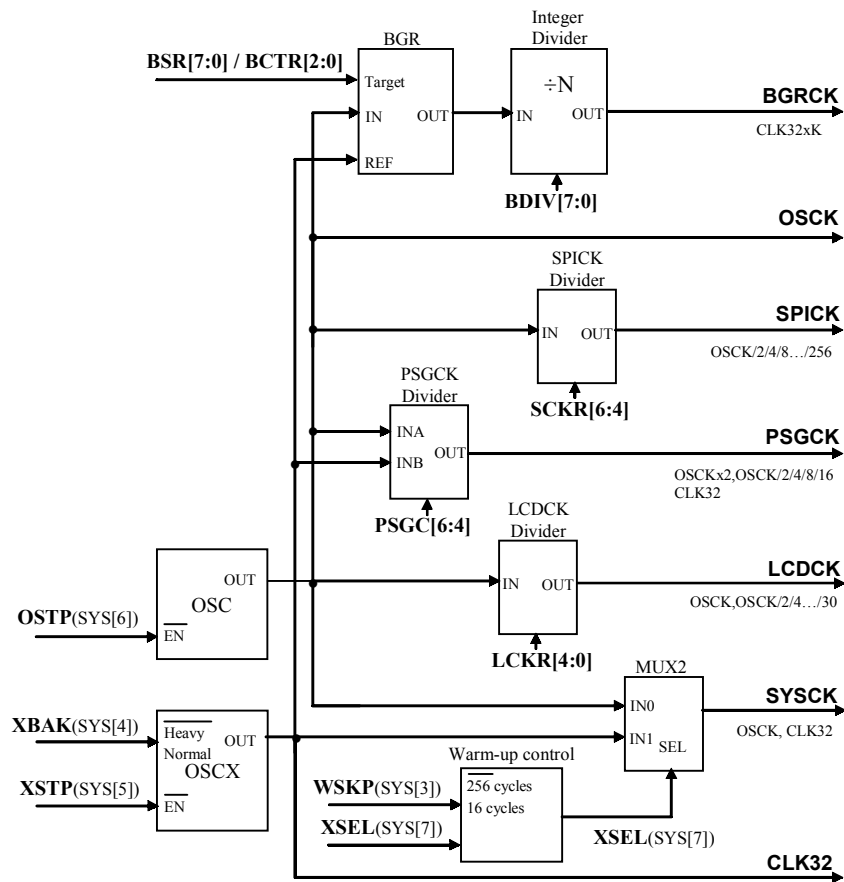 Integer
Divider
BGR
BSR[7:0] / BCTR[2:0]
Target
÷N
IN
OUT
IN
OUT
BGRCK
CLK32xK
REF
BDIV[7:0]
OSCK
SPICK
Divider
SPICK
IN
OUT
OSCK/2/4/8…/256
PSGCK
Divider
SCKR[6:4]
INA
OUT
INB
PSGCK
OSCKx2,OSCK/2/4/8/16
CLK32
PSGC[6:4]
LCDCK
Divider
LCDCK
OUT
OSC
IN
OUT
OSCK,OSCK/2/4…/30
OSTP(SYS[6])
EN
LCKR[4:0]
MUX2
SYSCK
IN0
OSCK, CLK32
XBAK(SYS[4])
Heavy
Normal
OUT
IN1
SEL
OSCX
Warm-up control
XSTP(SYS[5])
EN
WSKP(SYS[3])
256 cycles
16 cycles
XSEL(SYS[7])
XSEL(SYS[7])
CLK32